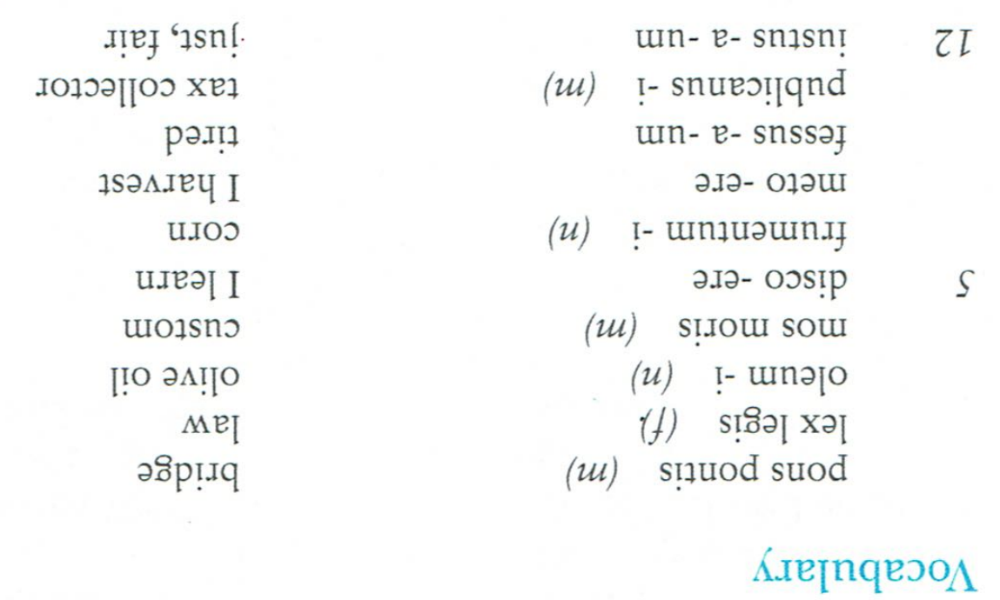 Vocabulary
pons pontis (m) bridge
lex legis (f) law
oleum -i (n) olive oil
mos moris (m) custom
5 disco -ere I learn
frumentum -i (n) corn
meto -ere I harvest
fessus -a -um tired
publicanus -i (m) tax collector
12 iustus -a -um just, fair